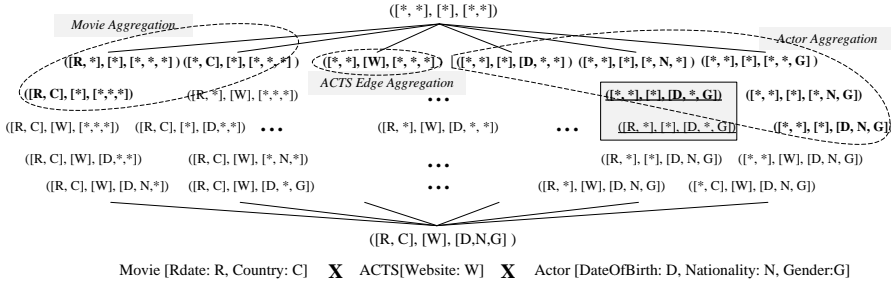 ([*, *], [*], [*,*])
Movie Aggregation
Actor Aggregation
([R, *], [*], [*, *, *] ) ([*, C], [*], [*, *, *] ) ([*, *], [W], [*, *, *] ) ([*, *], [*], [D, *, *] ) ([*, *], [*], [*, N, *] ) ([*, *], [*], [*, *, G] )
ACTS Edge Aggregation
([R, C], [*], [*,*,*]) ([R, *], [W], [*,*,*]) ... ([*, *], [*], [D, *, G]) ([*, *], [*], [*, N, G]
([R, C], [W], [*,*,*]) ([R, C], [*], [D,*,*]) ... ([R, *], [W], [D, *, *] ... ([R, *], [*], [D, *, G]) ([*, *], [*], [D, N, G]
([R, C], [W], [D,*,*]) ([R, C], [W], [*, N,*]) ... ([R, *], [*], [D, N, G]) ([*, *], [W], [D, N, G])
([R, C], [W], [D, N,*]) ([R, C], [W], [D, *, G]) ... ([R, *], [W], [D, N, G]) ([*, C], [W], [D, N, G])
([R, C], [W], [D,N,G] )
Movie [Rdate: R, Country: C] X ACTS[Website: W] X Actor [DateOfBirth: D, Nationality: N, Gender:G]